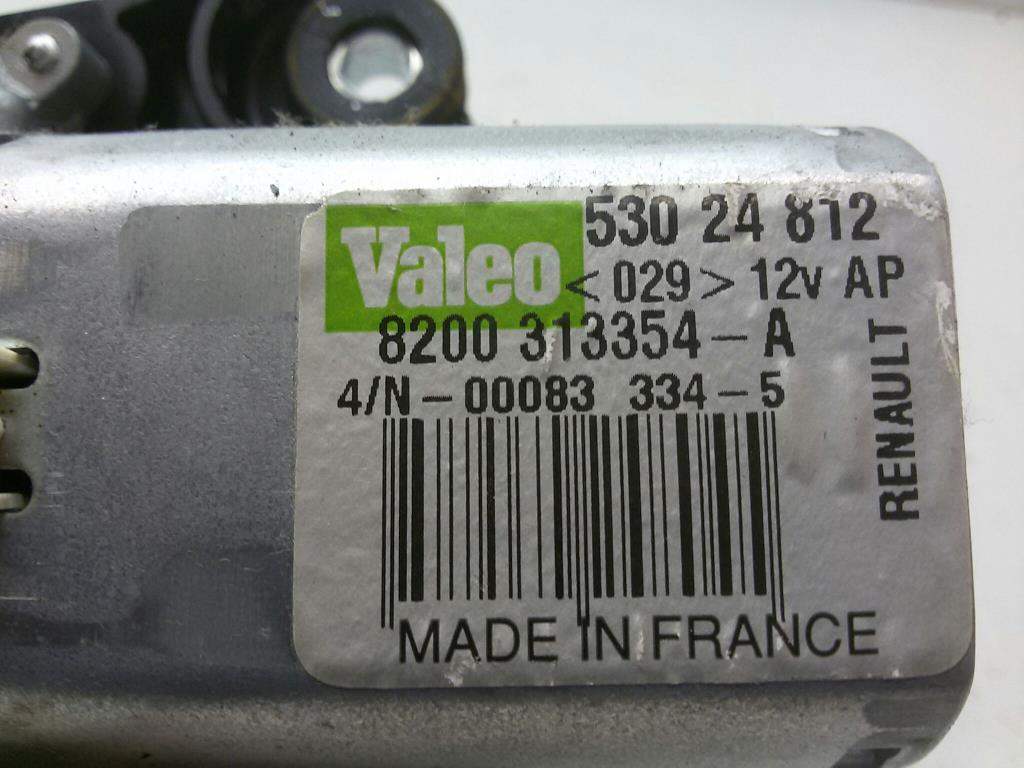 Valeo 530 24 812
<029> 12v AP
8200 313354-A
4/N-00083 334-5
RENAULT
MADE IN FRANCE